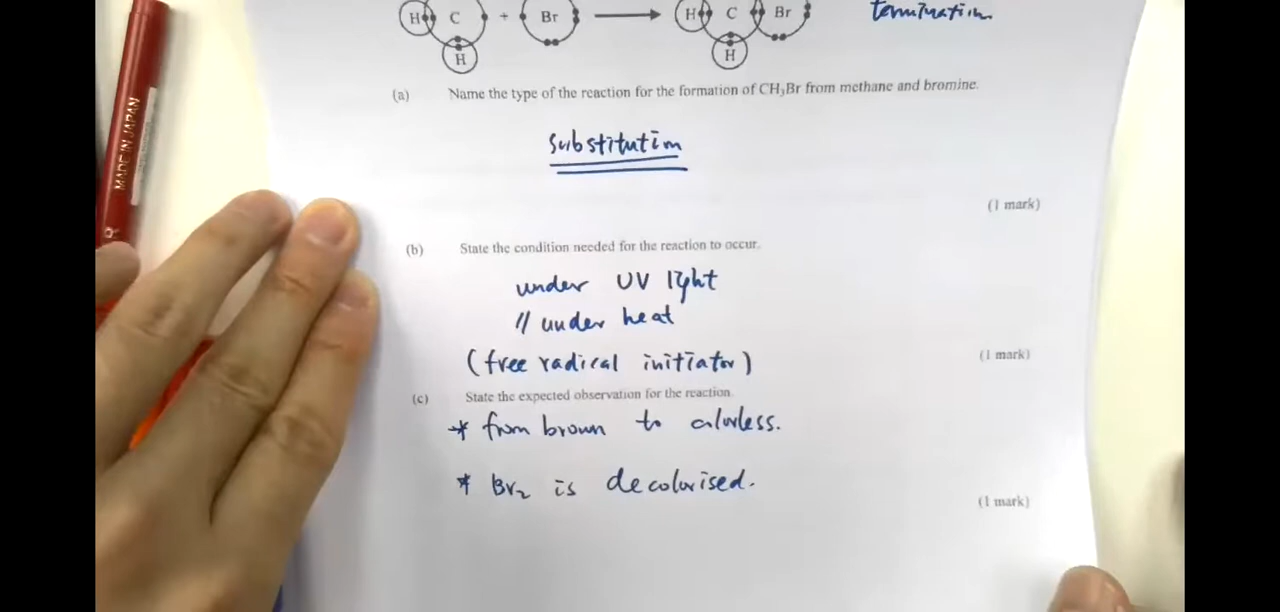 H C + Br H C Br termination
H H
(a) Name the type of the reaction for the formation of CH₃Br from methane and bromine.
MADE IN JAPAN
substitution
(1 mark)
(b) State the condition needed for the reaction to occur.
under UV light
// under heat
(free radical initiator)
(1 mark)
(c) State the expected observation for the reaction.
* from brown to colorless.
* Br₂ is decolorised.
(1 mark)